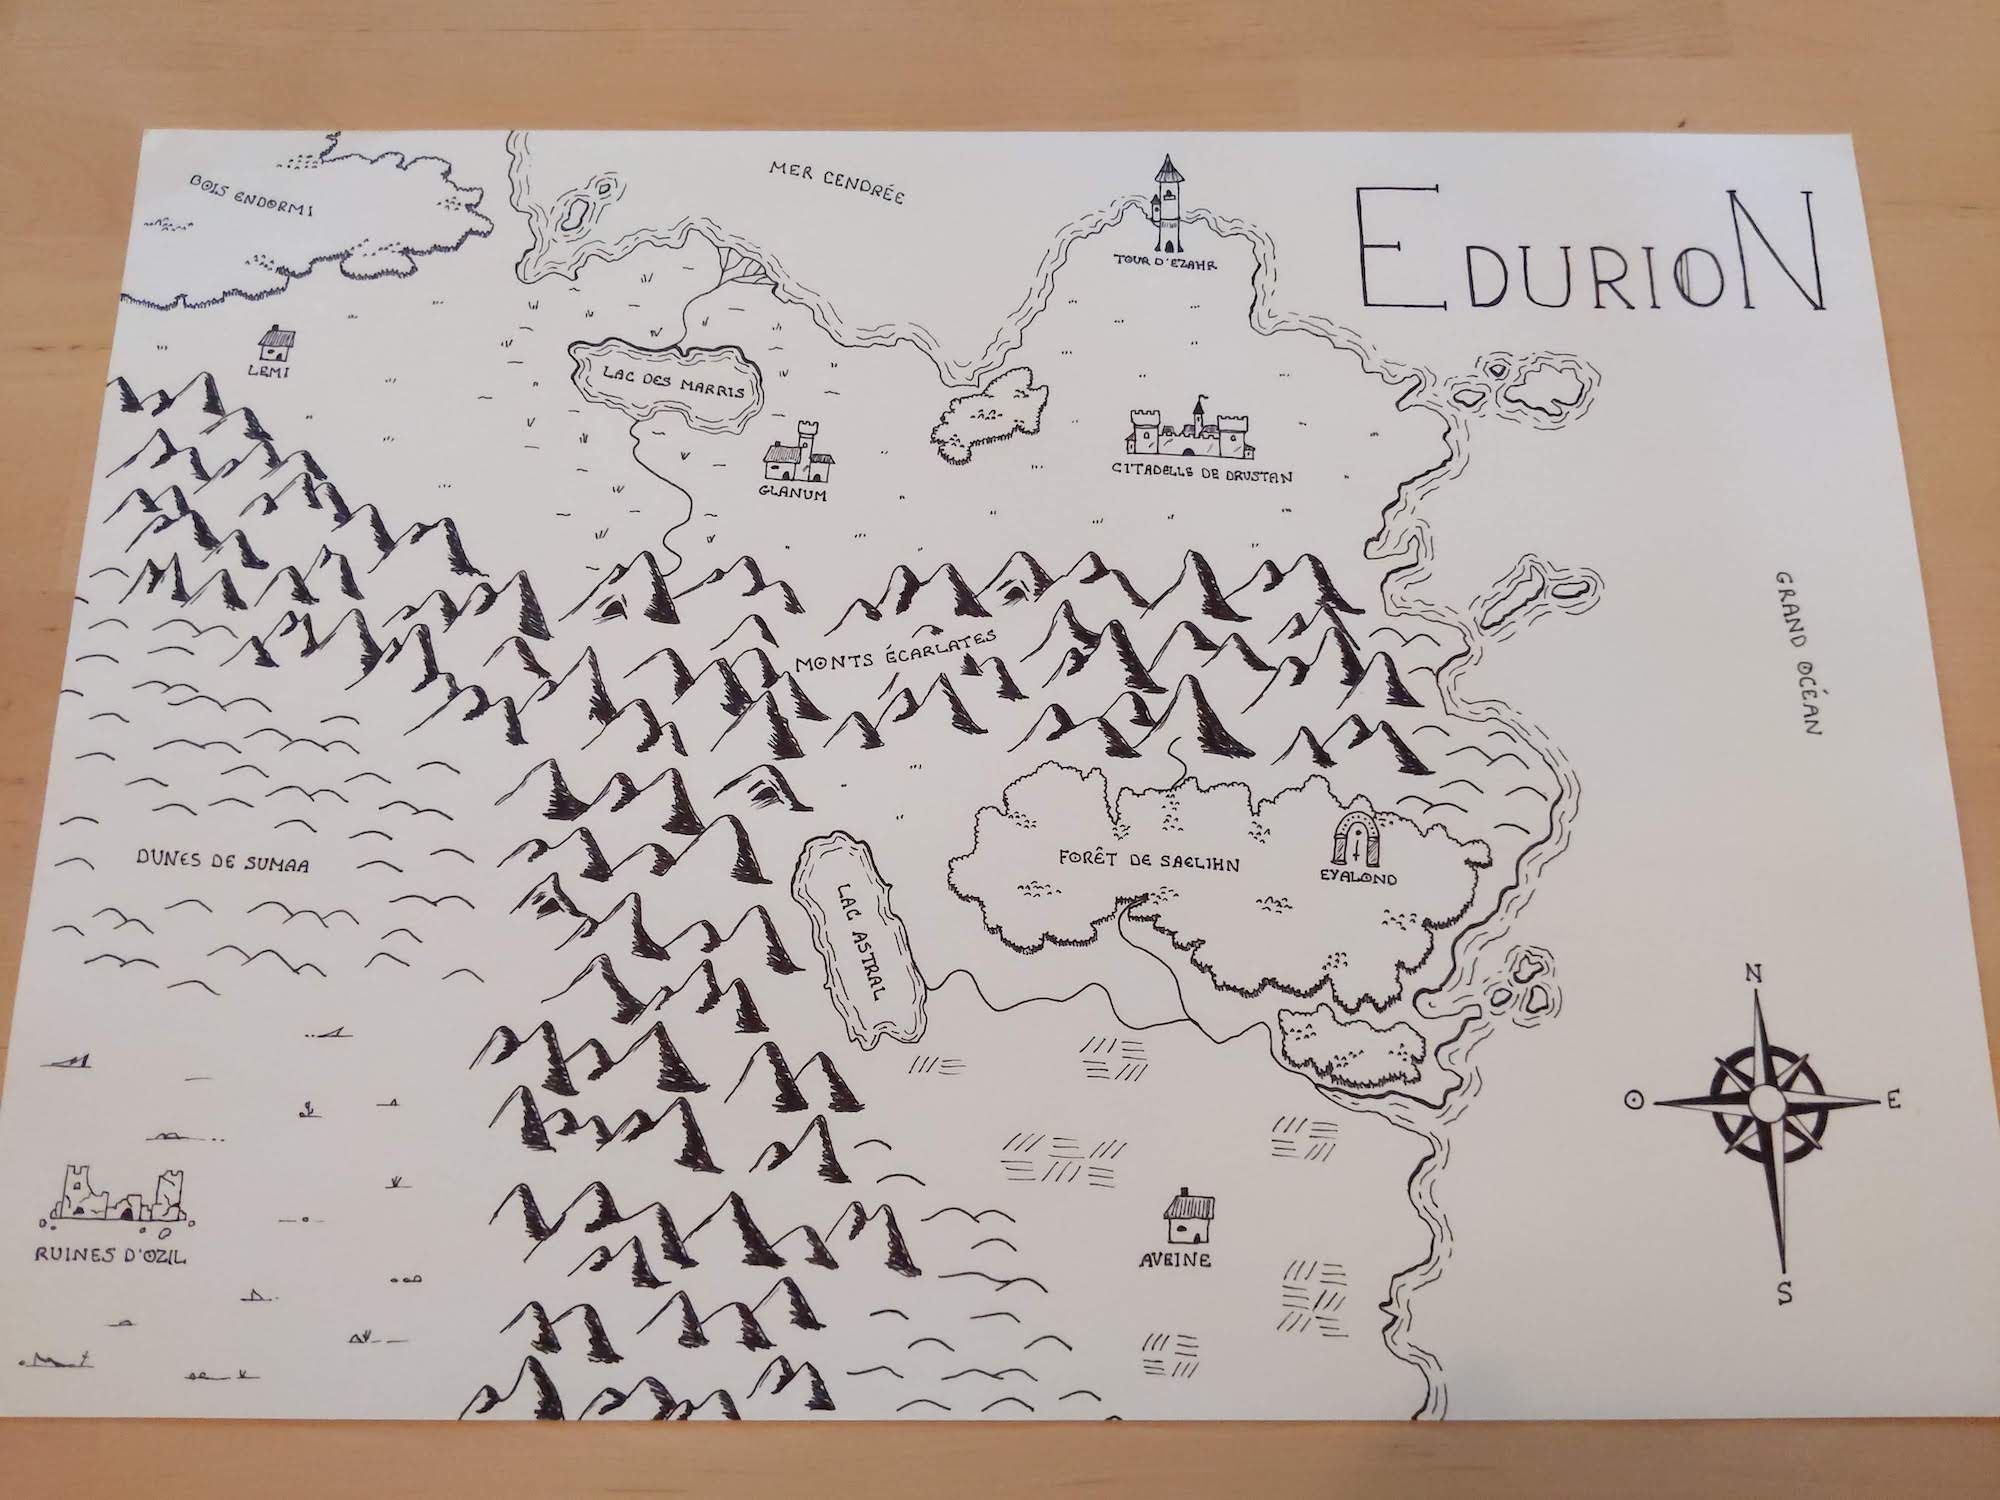 BOIS ENDORMI
MER CENDRÉE
EDURION
TOUR D'EZAHR
LEMI
LAC DES MARRIS
GLANUM
CITADELLE DE DRUSTAN
MONTS ÉCARLATES
GRAND OCÉAN
DUNES DE SUMAA
FORÊT DE SAELIHN
EYALOND
LAC ASTRAL
N
O
E
S
RUINES D'OZIL
AVEINE